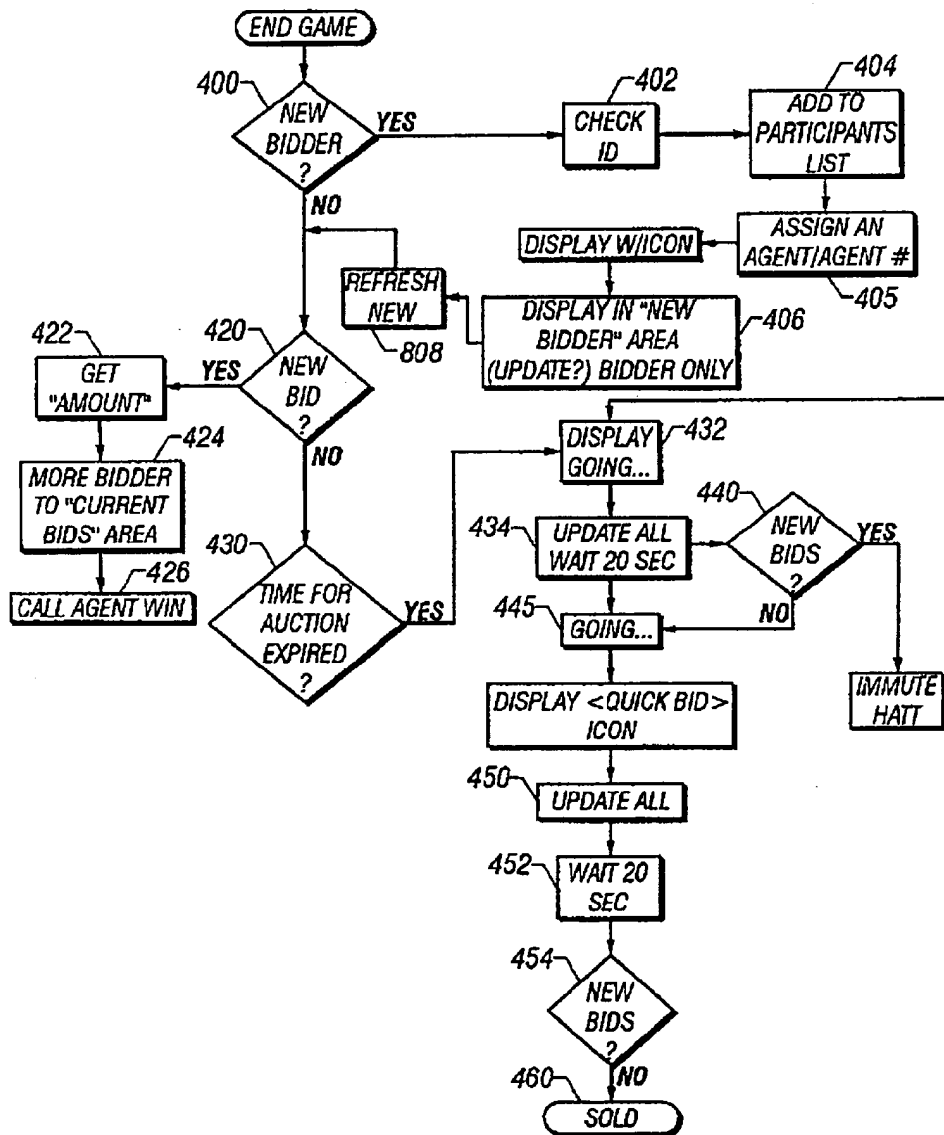 END GAME
400
NEW
BIDDER
?
YES
NO
402
CHECK
ID
404
ADD TO
PARTICIPANTS
LIST
ASSIGN AN
AGENT/AGENT #
405
DISPLAY W/ICON
DISPLAY IN "NEW
BIDDER" AREA
(UPDATE?) BIDDER ONLY
406
REFRESH
NEW
808
420
NEW
BID
?
YES
NO
422
GET
"AMOUNT"
424
MORE BIDDER
TO "CURRENT
BIDS" AREA
426
CALL AGENT WIN
430
TIME FOR
AUCTION
EXPIRED
?
YES
DISPLAY
GOING...
432
434
UPDATE ALL
WAIT 20 SEC
440
NEW
BIDS
?
YES
NO
IMMUTE
HATT
445
GOING...
DISPLAY <QUICK BID>
ICON
450
UPDATE ALL
452
WAIT 20
SEC
454
NEW
BIDS
?
NO
460
SOLD